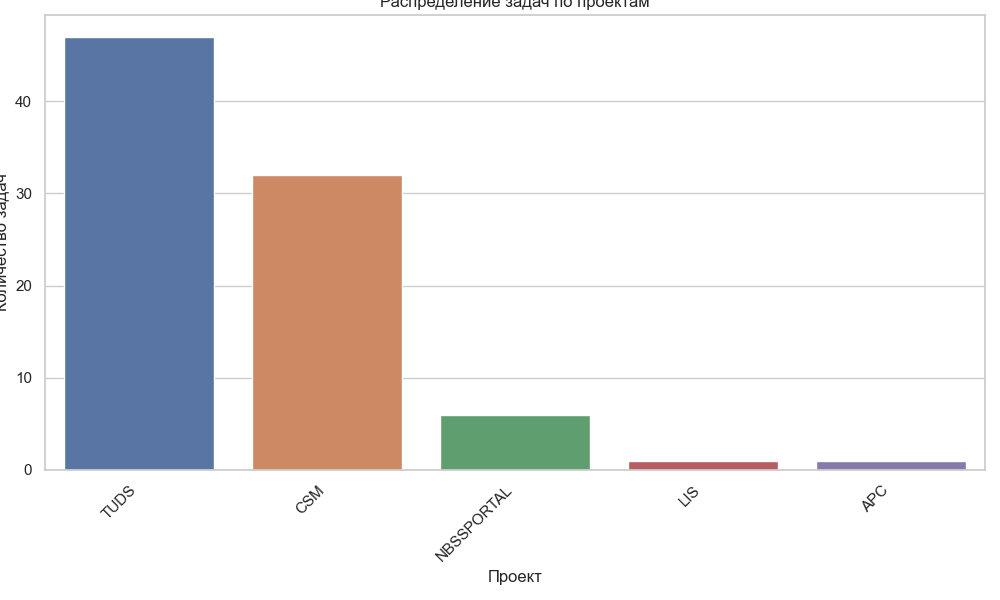 Распределение задач по проектам
Количество задач
40
30
20
10
0
TUDS
CSM
NBSSPORTAL
LIS
APC
Проект